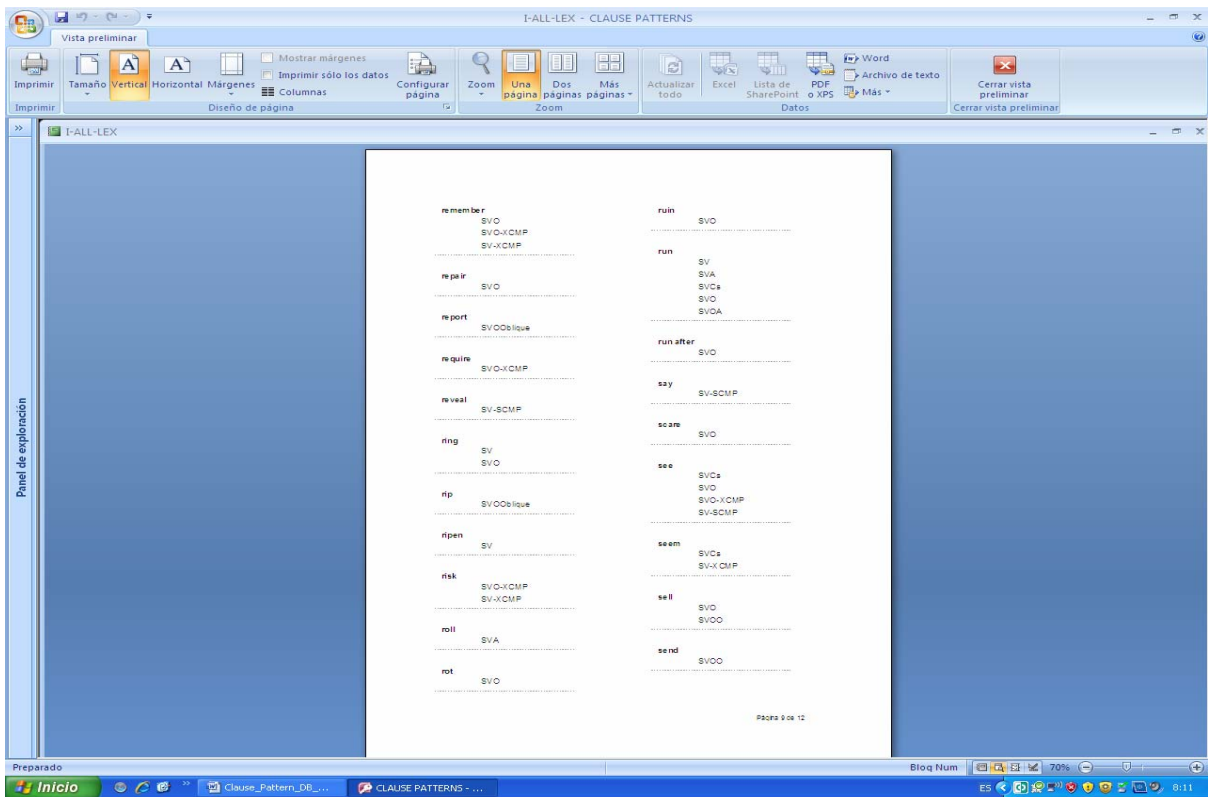 I-ALL-LEX - CLAUSE PATTERNS
Vista preliminar
Imprimir
Tamaño
Vertical
Horizontal
Márgenes
Mostrar márgenes
Imprimir sólo los datos
Columnas
Configurar página
Zoom
Una página
Dos páginas
Más páginas
Actualizar todo
Excel
Lista de SharePoint
PDF o XPS
Word
Archivo de texto
Más
Cerrar vista preliminar
Imprimir
Diseño de página
Zoom
Datos
Cerrar vista preliminar
I-ALL-LEX
Panel de exploración
remember
SVO
SVO-XCMP
SV-XCMP
repair
SVO
report
SVOOblique
require
SVO-XCMP
reveal
SV-SCMP
ring
SV
SVO
rip
SVOOblique
ripen
SV
risk
SVO-XCMP
SV-XCMP
roll
SVA
rot
SVO
ruin
SVO
run
SV
SVA
SVCs
SVO
SVOA
run after
SVO
say
SV-SCMP
scare
SVO
see
SVCs
SVO
SVO-XCMP
SV-SCMP
seem
SVCs
SV-XCMP
sell
SVO
SVOO
send
SVOO
Página 9 de 12
Preparado
Bloq Num
70%
Inicio
Clause_Pattern_DB_...
CLAUSE PATTERNS - ...
ES
8:11